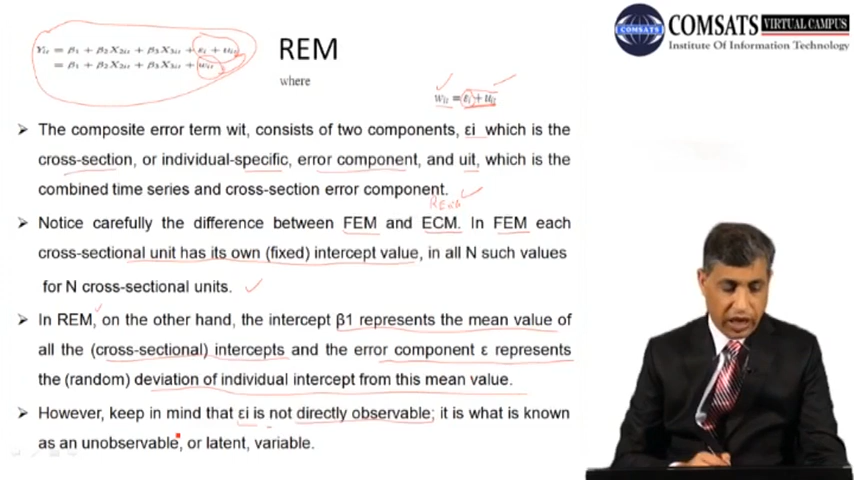 COMSATS VIRTUAL CAMPUS
Institute Of Information Technology
REM
Yit = β1 + β2X2it + β3X3it + εi + uit
= β1 + β2X2it + β3X3it + wit
where
wit = εi + uit
➢ The composite error term wit, consists of two components, εi which is the
cross-section, or individual-specific, error component, and uit, which is the
combined time series and cross-section error component.
➢ Notice carefully the difference between FEM and ECM. In FEM each
cross-sectional unit has its own (fixed) intercept value, in all N such values
for N cross-sectional units.
➢ In REM, on the other hand, the intercept β1 represents the mean value of
all the (cross-sectional) intercepts and the error component ε represents
the (random) deviation of individual intercept from this mean value.
➢ However, keep in mind that εi is not directly observable; it is what is known
as an unobservable, or latent, variable.